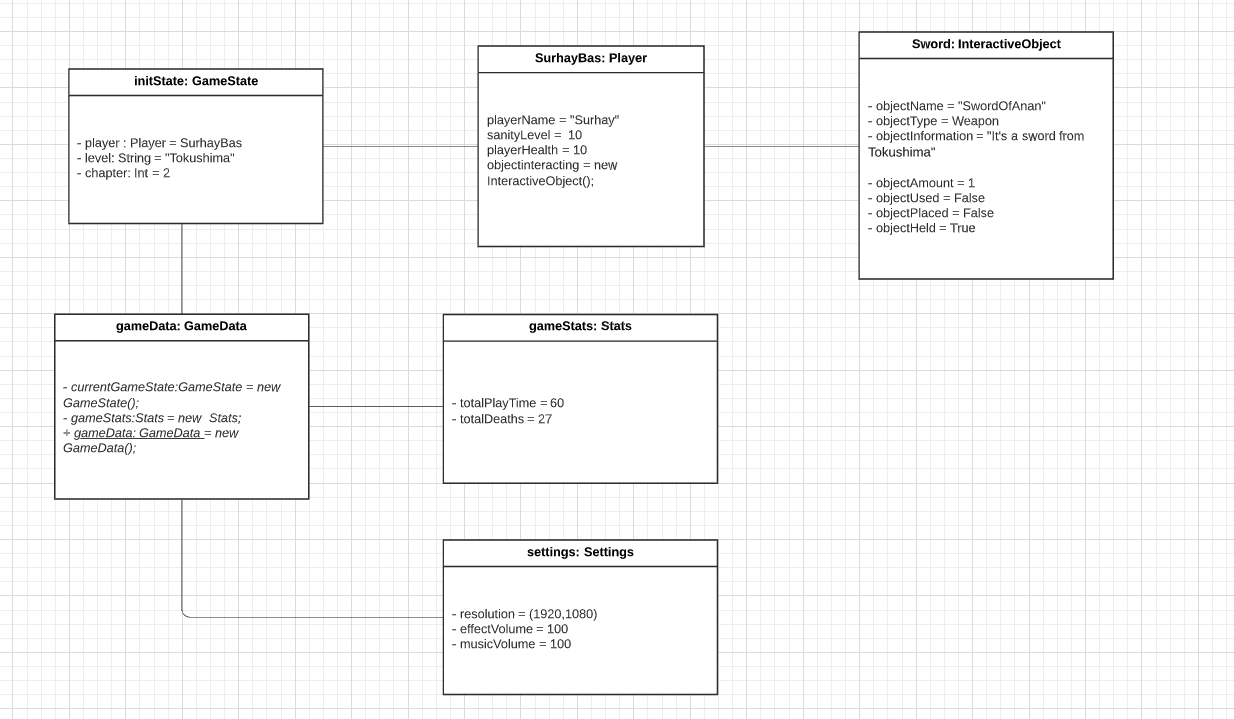 initState: GameState
- player : Player = SurhayBas
- level: String = "Tokushima"
- chapter: Int = 2
SurhayBas: Player
playerName = "Surhay"
sanityLevel =  10
playerHealth = 10
objectinteracting = new
InteractiveObject();
Sword: InteractiveObject
- objectName = "SwordOfAnan"
- objectType = Weapon
- objectInformation = "It's a sword from
Tokushima"
- objectAmount = 1
- objectUsed = False
- objectPlaced = False
- objectHeld = True
gameData: GameData
- currentGameState:GameState = new
GameState();
- gameStats:Stats = new  Stats;
+ gameData: GameData = new
GameData();
gameStats: Stats
- totalPlayTime = 60
- totalDeaths = 27
settings: Settings
- resolution = (1920,1080)
- effectVolume = 100
- musicVolume = 100